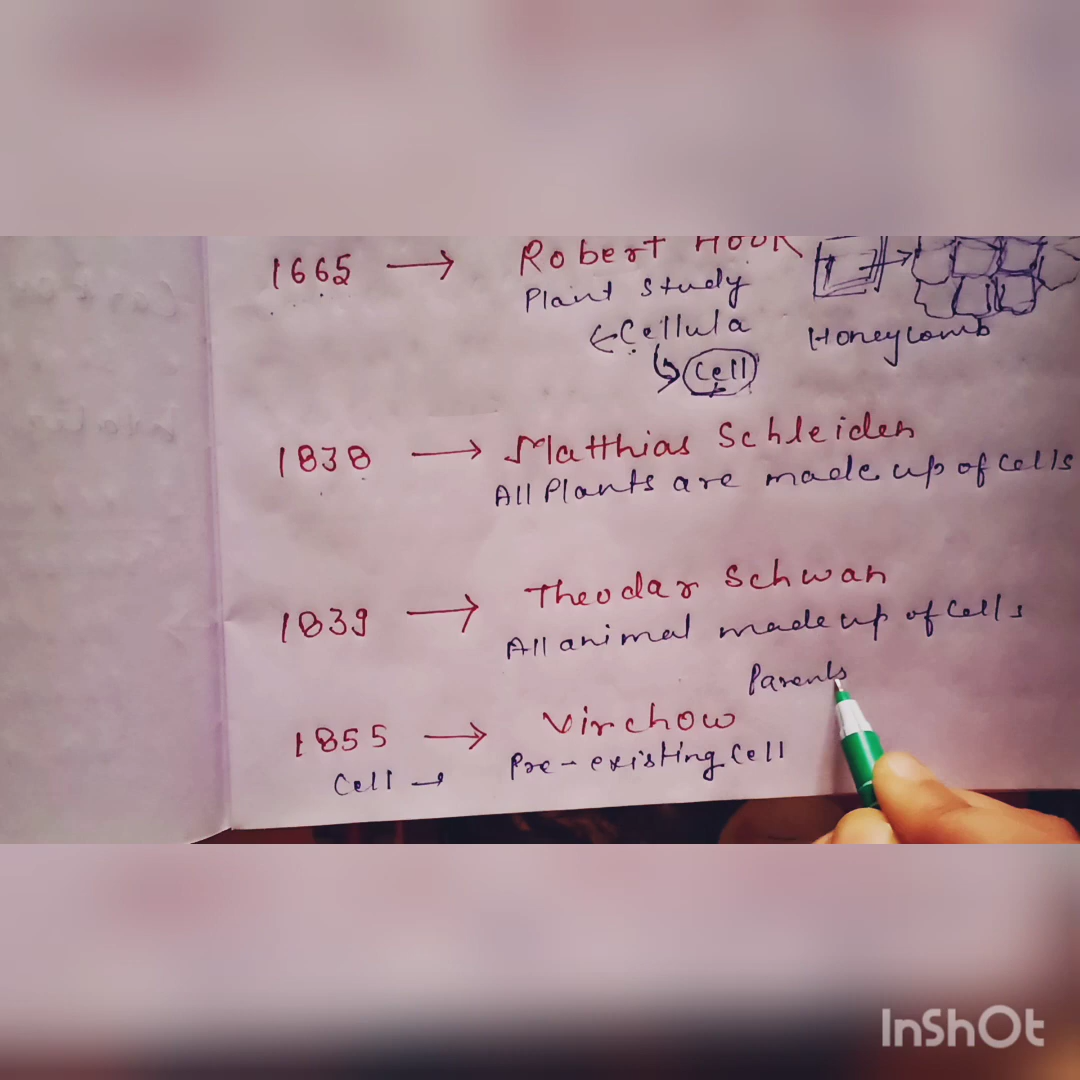 1665 → Robert Hook
Plant Study
← Cellula
↳ Cell
Honeycomb
1838 → Matthias Schleiden
All Plants are made up of Cells
1839 → Theodar Schwan
All animal made up of Cells
Parents
1855 → Virchow
Cell → Pre-existing Cell
InShOt